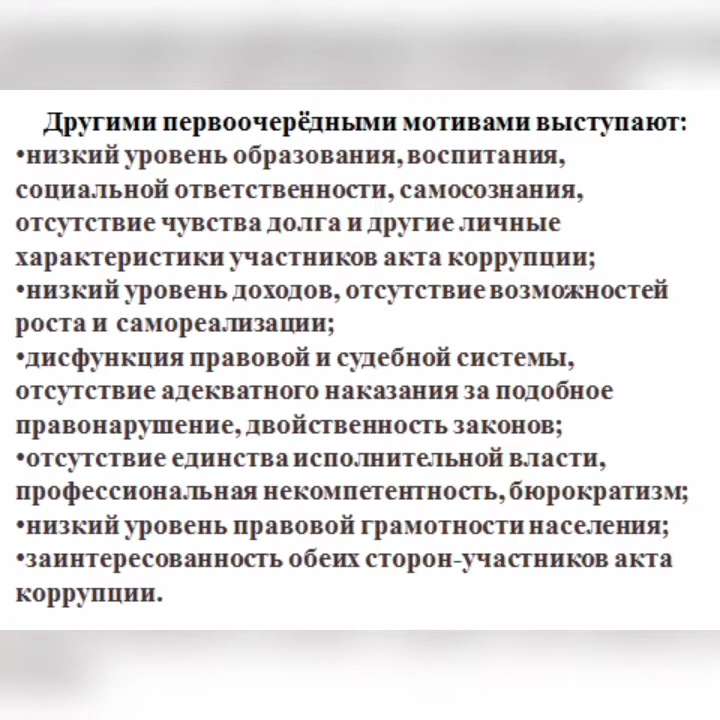 Другими первоочерёдными мотивами выступают:
•низкий уровень образования, воспитания,
социальной ответственности, самосознания,
отсутствие чувства долга и другие личные
характеристики участников акта коррупции;
•низкий уровень доходов, отсутствие возможностей
роста и самореализации;
•дисфункция правовой и судебной системы,
отсутствие адекватного наказания за подобное
правонарушение, двойственность законов;
•отсутствие единства исполнительной власти,
профессиональная некомпетентность, бюрократизм;
•низкий уровень правовой грамотности населения;
•заинтересованность обеих сторон-участников акта
коррупции.